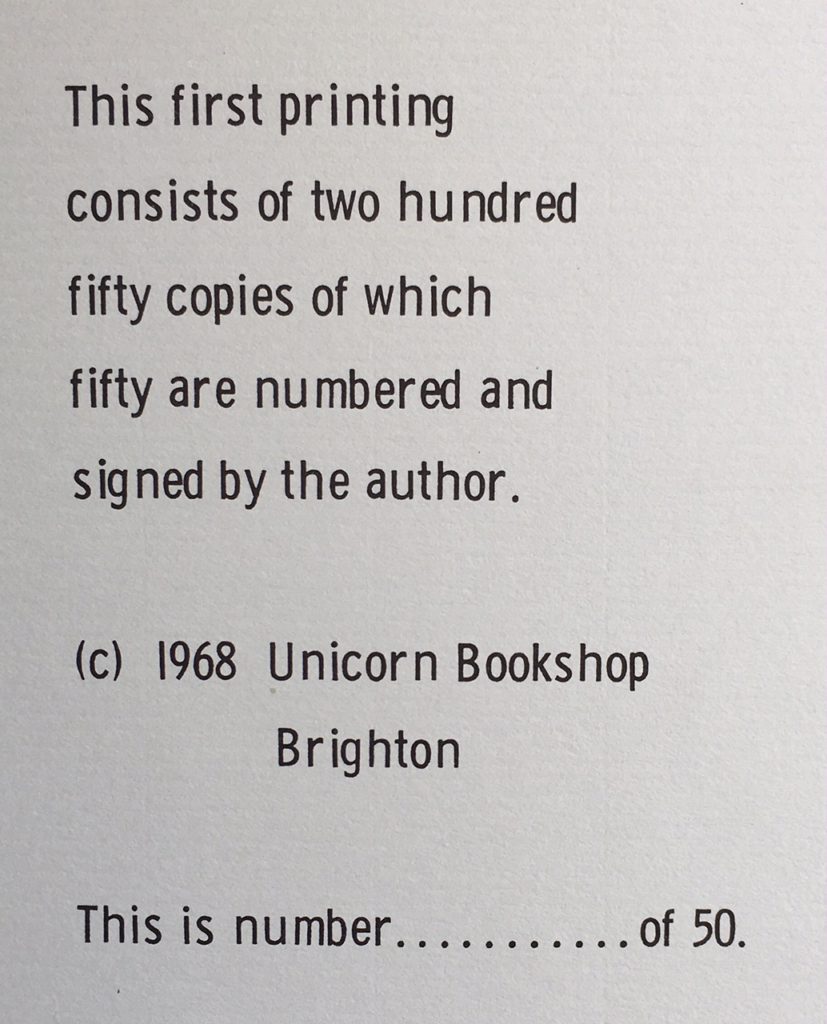 This first printing
consists of two hundred
fifty copies of which
fifty are numbered and
signed by the author.
(c) 1968 Unicorn Bookshop
Brighton
This is number...........of 50.